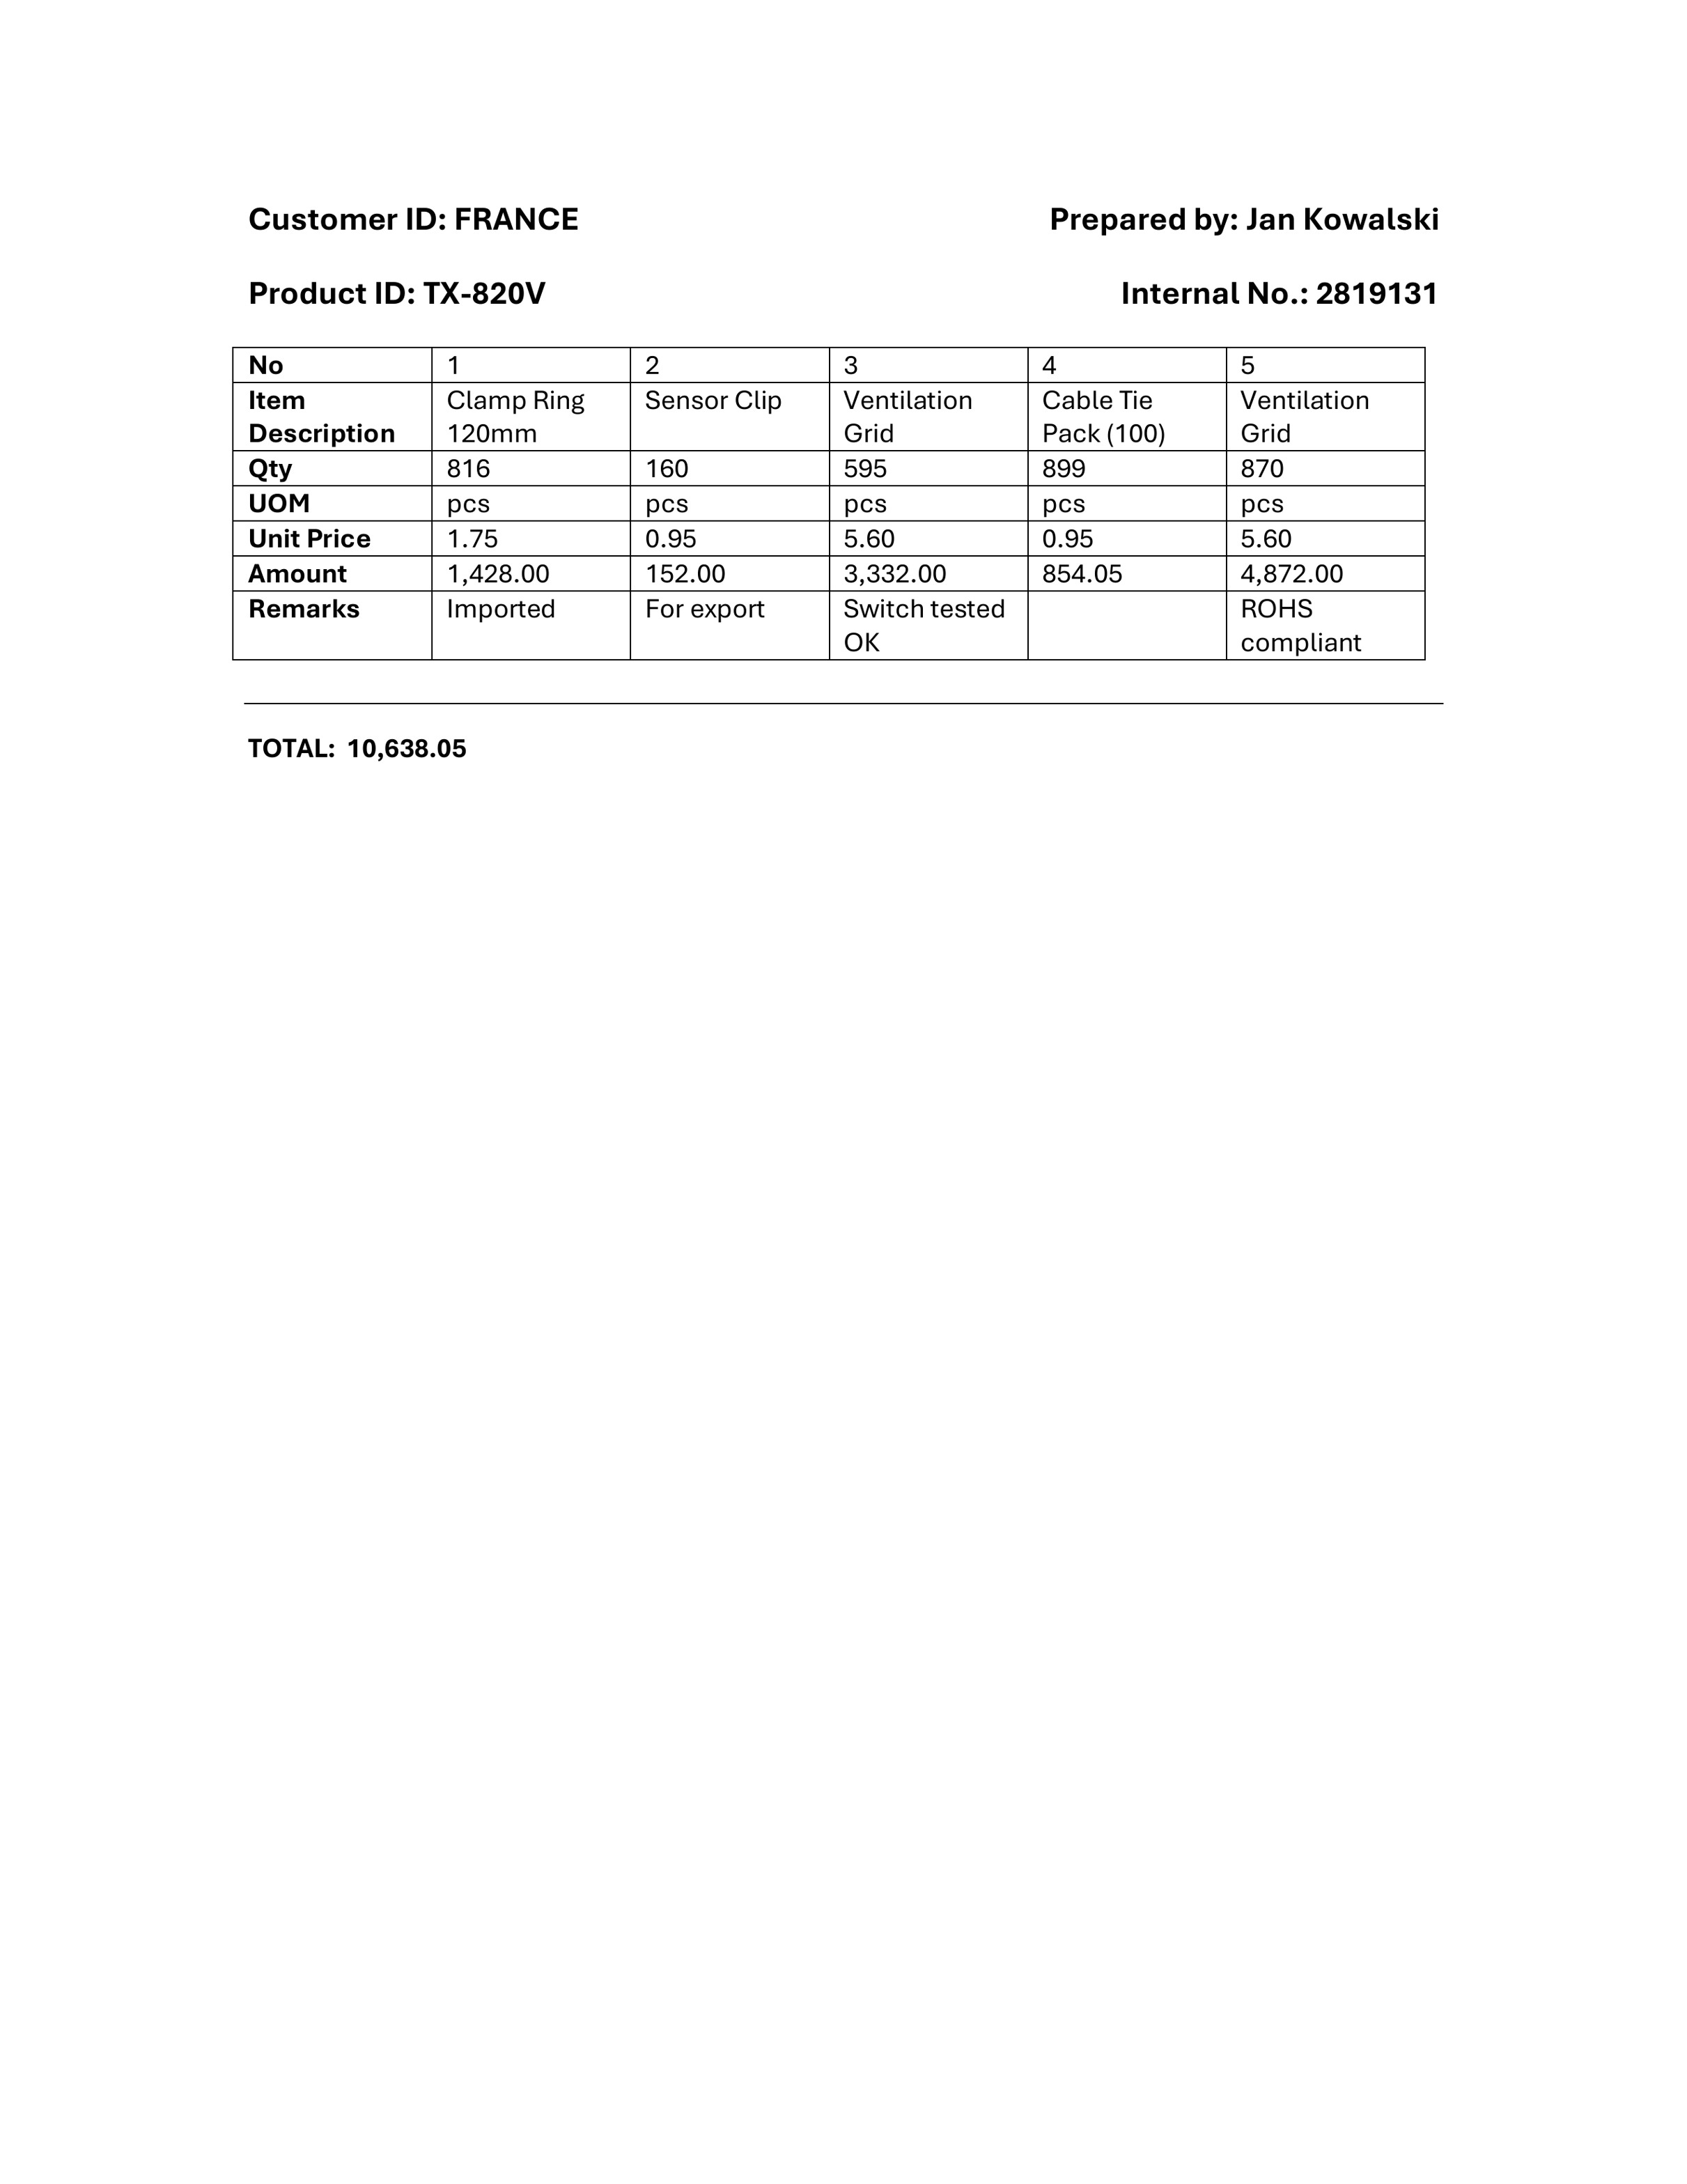 Customer ID: FRANCE Prepared by: Jan Kowalski
Product ID: TX-820V Internal No.: 2819131
No 1 2 3 4 5
Item Description Clamp Ring 120mm Sensor Clip Ventilation Grid Cable Tie Pack (100) Ventilation Grid
Qty 816 160 595 899 870
UOM pcs pcs pcs pcs pcs
Unit Price 1.75 0.95 5.60 0.95 5.60
Amount 1,428.00 152.00 3,332.00 854.05 4,872.00
Remarks Imported For export Switch tested OK ROHS compliant
TOTAL: 10,638.05